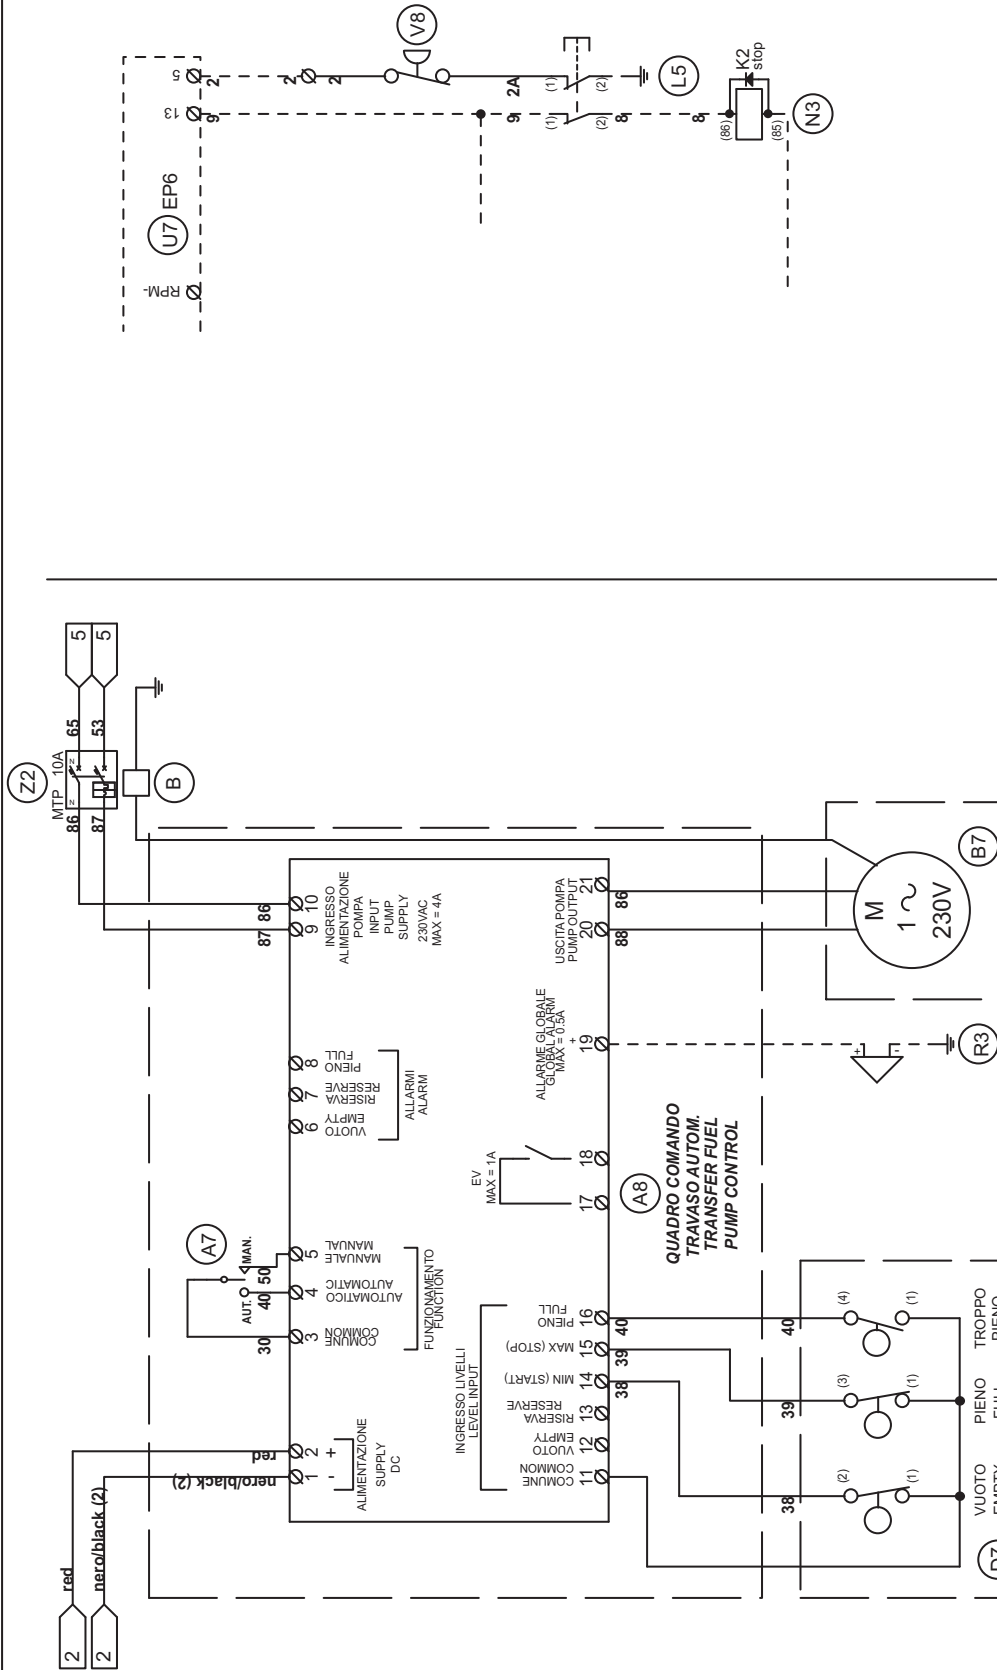 V8
L5
N3
K2
stop
5
2
2
2
2A
(1)
(2)
13
9
9
(1)
(2)
8
8
(86)
(85)
U7
EP6
RPM-
Z2
MTP 10A
N
N
65
53
86
87
5
5
B
86
87
10
9
INGRESSO
ALIMENTAZIONE
POMPA
INPUT
PUMP
SUPPLY
230VAC
MAX = 4A
8
PIENO
FULL
7
RISERVA
RESERVE
6
VUOTO
EMPTY
ALLARMI
ALARM
A7
MAN.
AUT.
50
40
30
5
MANUALE
MANUAL
4
AUTOMATICO
AUTOMATIC
3
COMUNE
COMMON
FUNZIONAMENTO
FUNCTION
2
2
red
nero/black (2)
red
nero/black (2)
2
+
1
-
ALIMENTAZIONE
SUPPLY
DC
21
20
86
88
USCITA POMPA
PUMP OUTPUT
19
ALLARME GLOBALE
GLOBAL ALARM
MAX = 0.5A
+
EV
MAX = 1A
18
17
A8
QUADRO COMANDO
TRAVASO AUTOM.
TRANSFER FUEL
PUMP CONTROL
INGRESSO LIVELLI
LEVEL INPUT
16
PIENO
FULL
15
MAX (STOP)
14
MIN (START)
13
RISERVA
RESERVE
12
VUOTO
EMPTY
11
COMUNE
COMMON
40
39
38
40
39
38
(4)
(1)
(3)
(1)
(2)
(1)
TROPPO
PIENO
PIENO
FULL
VUOTO
EMPTY
M
1
230V
B7
+
-
R3